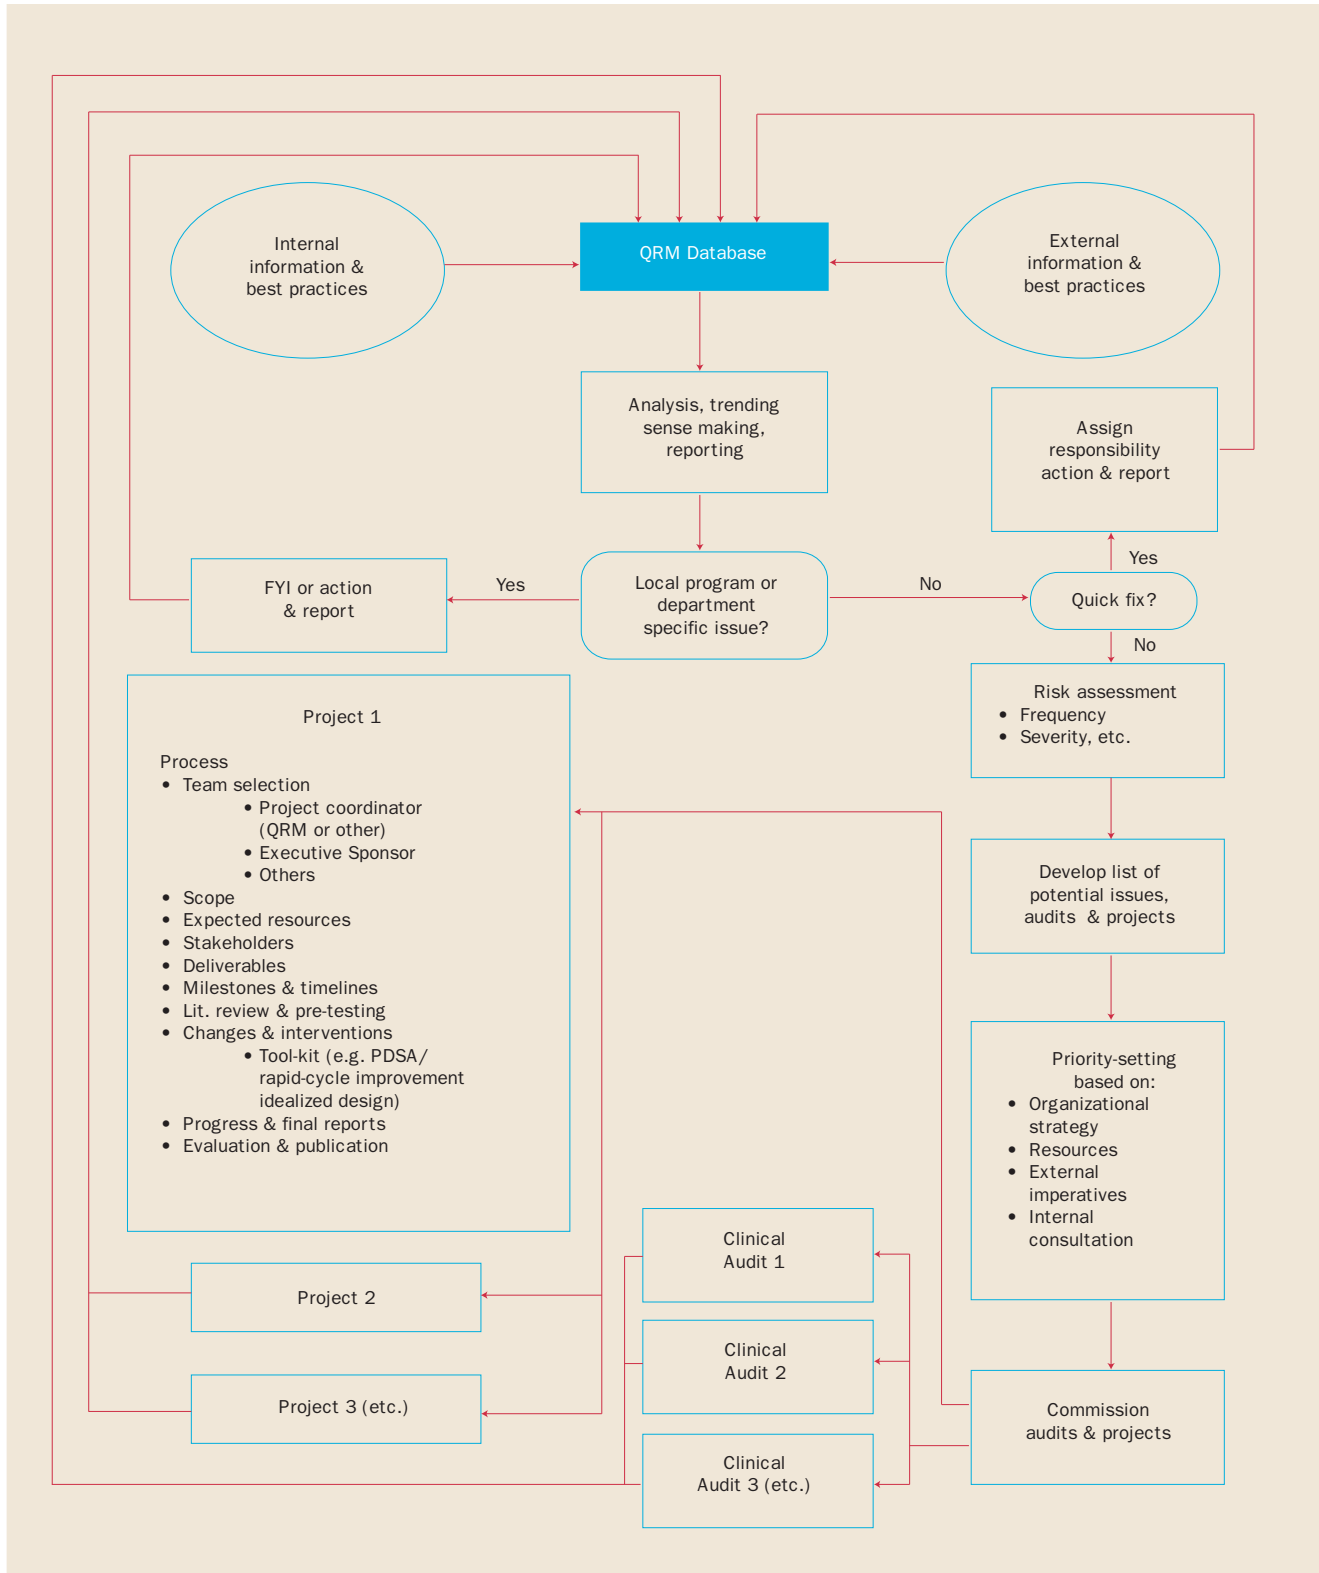 Internal
information &
best practices
QRM Database
External
information &
best practices
Analysis, trending
sense making,
reporting
Assign
responsibility
action & report
Yes
FYI or action
& report
Yes
Local program or
department
specific issue?
No
Quick fix?
No
Risk assessment
• Frequency
• Severity, etc.
Project 1
Process
• Team selection
• Project coordinator
(QRM or other)
• Executive Sponsor
• Others
• Scope
• Expected resources
• Stakeholders
• Deliverables
• Milestones & timelines
• Lit. review & pre-testing
• Changes & interventions
• Tool-kit (e.g. PDSA/
rapid-cycle improvement
idealized design)
• Progress & final reports
• Evaluation & publication
Develop list of
potential issues,
audits & projects
Priority-setting
based on:
• Organizational
strategy
• Resources
• External
imperatives
• Internal
consultation
Clinical
Audit 1
Project 2
Clinical
Audit 2
Project 3 (etc.)
Commission
audits & projects
Clinical
Audit 3 (etc.)